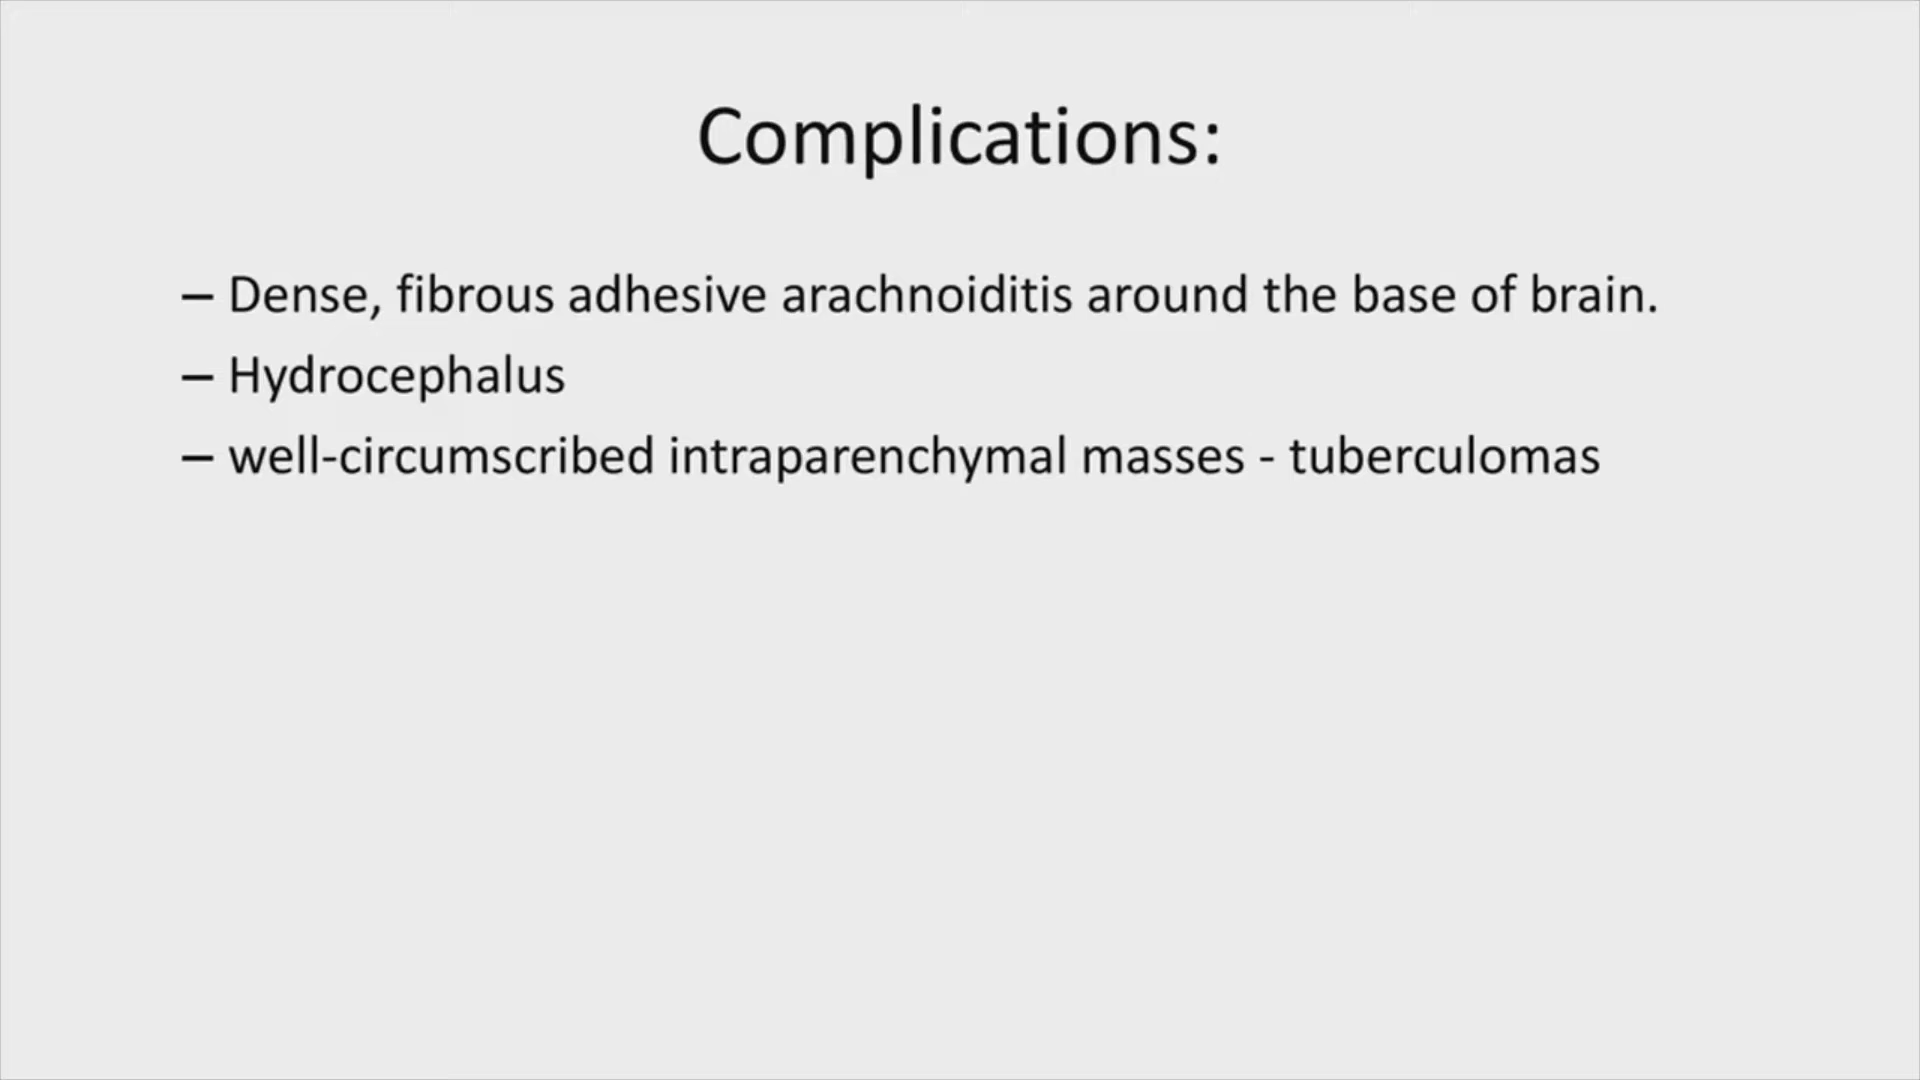 Complications:
– Dense, fibrous adhesive arachnoiditis around the base of brain.
– Hydrocephalus
– well-circumscribed intraparenchymal masses - tuberculomas